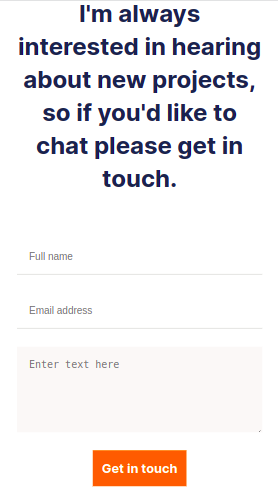 I'm always
interested in hearing
about new projects,
so if you'd like to
chat please get in
touch.
Full name
Email address
Enter text here
Get in touch